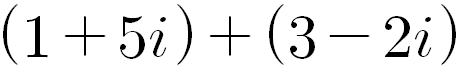 (1 + 5i) + (3 − 2i)